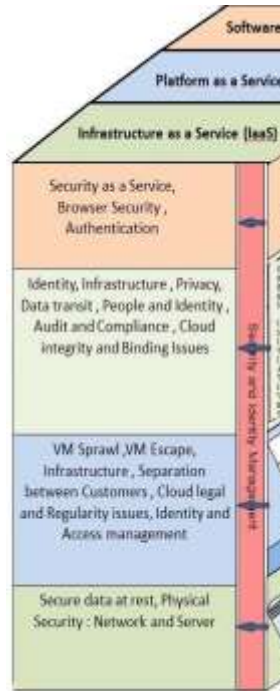 Software
Platform as a Service
Infrastructure as a Service (IaaS)
Security as a Service,
Browser Security ,
Authentication
Identity, Infrastructure , Privacy,
Data transit , People and Identity ,
Audit and Compliance , Cloud
integrity and Binding Issues
VM Sprawl ,VM Escape,
Infrastructure , Separation
between Customers , Cloud legal
and Regularity issues, Identity and
Access management
Secure data at rest, Physical
Security : Network and Server
Security and Identity Management